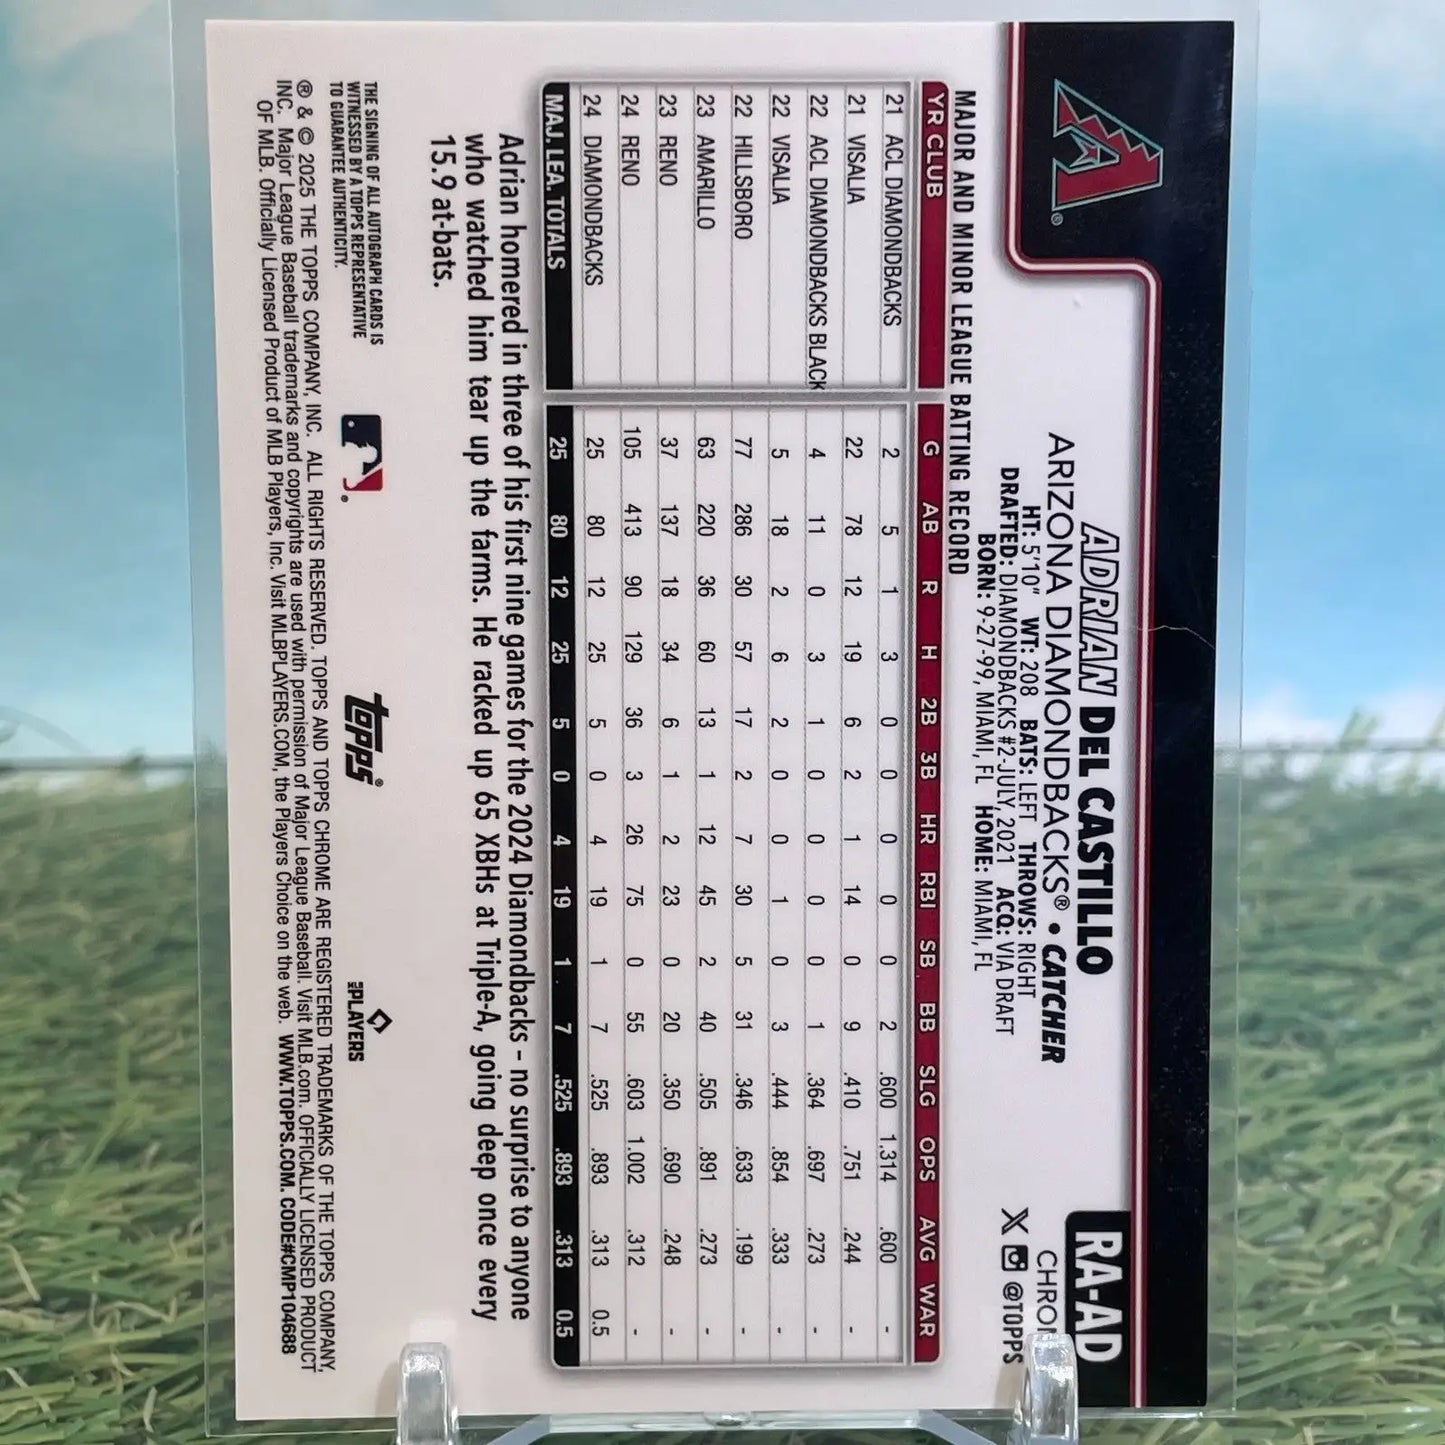 RA-AD
ADRIAN DEL CASTILLO
ARIZONA DIAMONDBACKS® • CATCHER
HT: 5'10" WT: 208 BATS: LEFT THROWS: RIGHT
DRAFTED: DIAMONDBACKS #2-JULY, 2021 ACQ: VIA DRAFT
BORN: 9-27-99, MIAMI, FL HOME: MIAMI, FL
CHRO
@TOPPS
A
®
MAJOR AND MINOR LEAGUE BATTING RECORD
YR CLUB G AB R H 2B 3B HR RBI SB BB SLG OPS AVG WAR
21 ACL DIAMONDBACKS 2 5 1 3 0 0 0 0 0 2 .600 1.314 .600 -
21 VISALIA 22 78 12 19 6 2 1 14 0 9 .410 .751 .244 -
22 ACL DIAMONDBACKS BLACK 4 11 0 3 1 0 0 0 0 1 .364 .697 .273 -
22 VISALIA 5 18 2 6 2 0 0 1 0 3 .444 .854 .333 -
22 HILLSBORO 77 286 30 57 17 2 7 30 5 31 .346 .633 .199 -
23 AMARILLO 63 220 36 60 13 1 12 45 2 40 .505 .891 .273 -
23 RENO 37 137 18 34 6 1 2 23 0 20 .350 .690 .248 -
24 RENO 105 413 90 129 36 3 26 75 0 55 .603 1.002 .312 -
24 DIAMONDBACKS 25 80 12 25 5 0 4 19 1 7 .525 .893 .313 0.5
MAJ. LEA. TOTALS 25 80 12 25 5 0 4 19 1 7 .525 .893 .313 0.5
Adrian homered in three of his first nine games for the 2024 Diamondbacks – no surprise to anyone
who watched him tear up the farms. He racked up 65 XBHs at Triple-A, going deep once every
15.9 at-bats.
THE SIGNING OF ALL AUTOGRAPH CARDS IS
WITNESSED BY A TOPPS REPRESENTATIVE
TO GUARANTEE AUTHENTICITY.
topps®
MLB PLAYERS
® & © 2025 THE TOPPS COMPANY, INC. ALL RIGHTS RESERVED. TOPPS AND TOPPS CHROME ARE REGISTERED TRADEMARKS OF THE TOPPS COMPANY,
INC. Major League Baseball trademarks and copyrights are used with permission of Major League Baseball. Visit MLB.com. OFFICIALLY LICENSED PRODUCT
OF MLB. Officially Licensed Product of MLB Players, Inc. Visit MLBPLAYERS.COM, the Players Choice on the web. WWW.TOPPS.COM. CODE#CMP104688